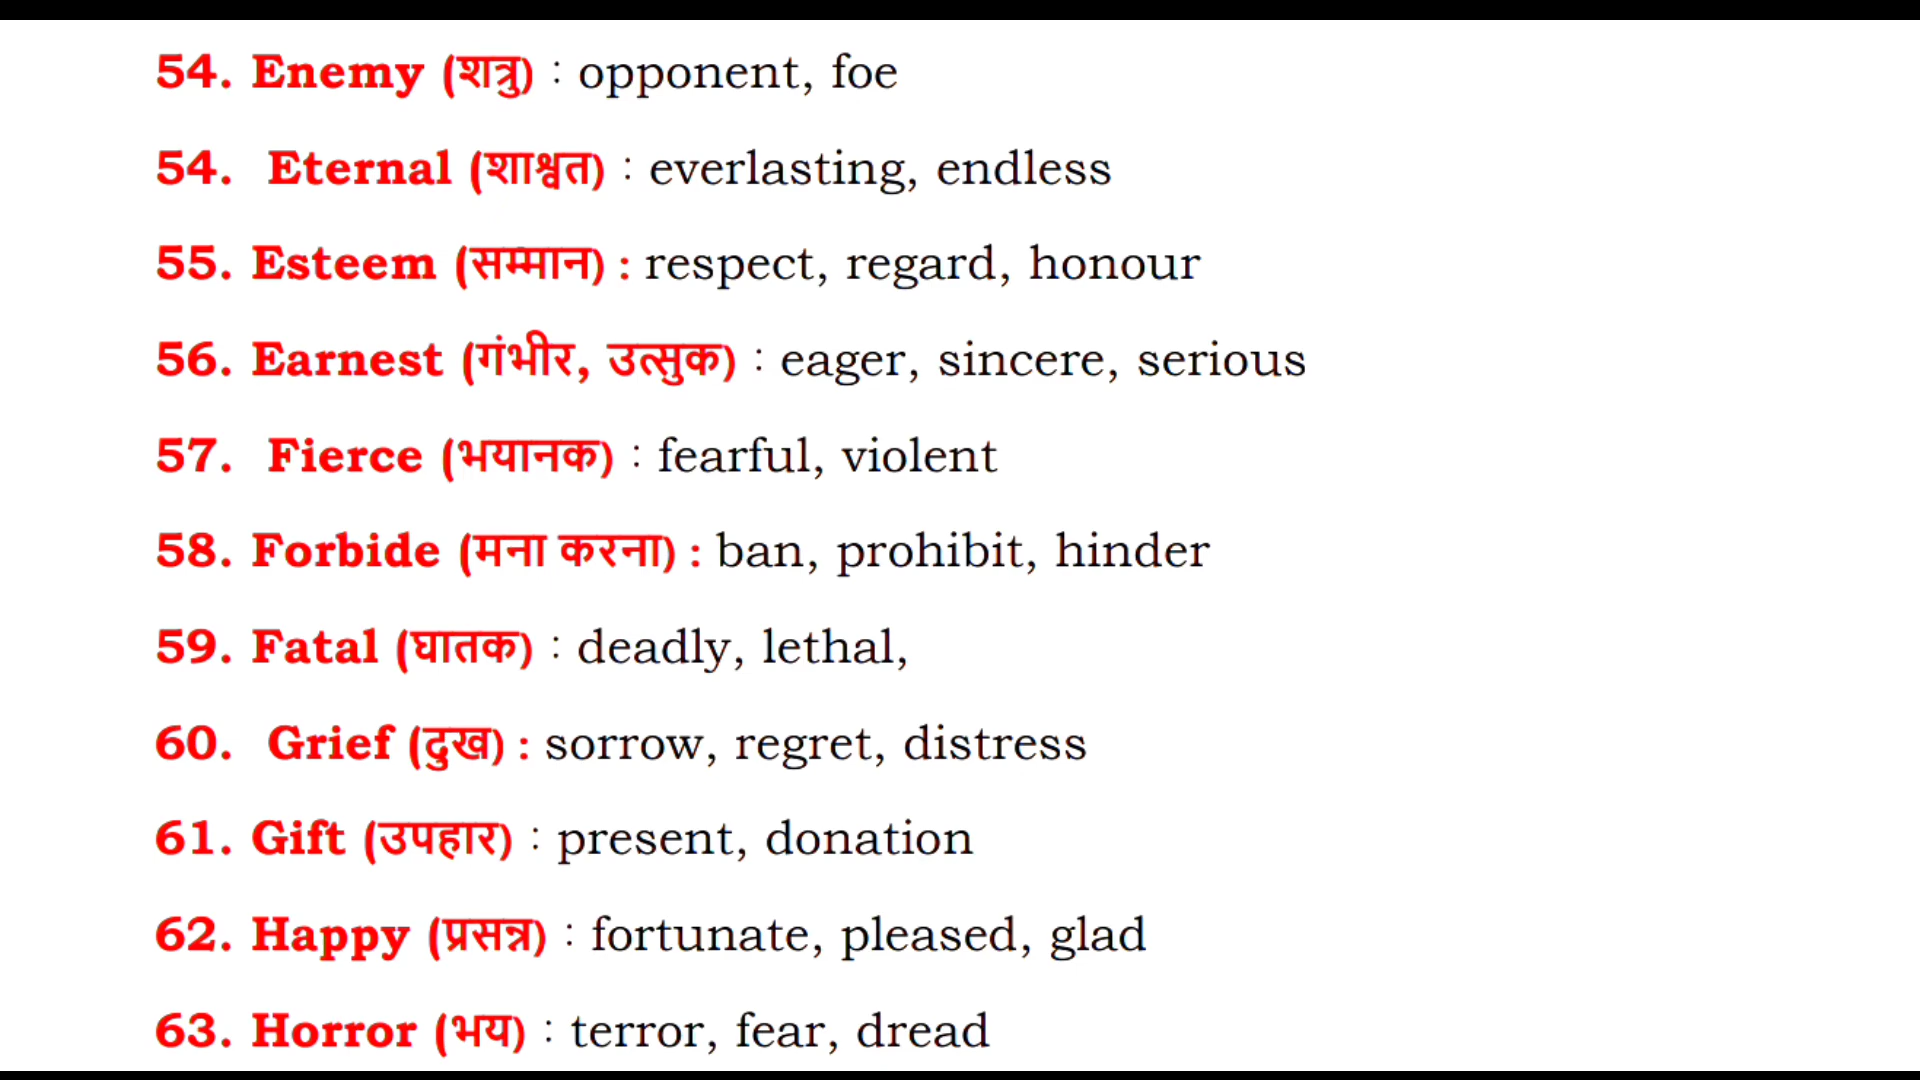 54. Enemy (शत्रु) : opponent, foe
54. Eternal (शाश्वत) : everlasting, endless
55. Esteem (सम्मान) : respect, regard, honour
56. Earnest (गंभीर, उत्सुक) : eager, sincere, serious
57. Fierce (भयानक) : fearful, violent
58. Forbide (मना करना) : ban, prohibit, hinder
59. Fatal (घातक) : deadly, lethal,
60. Grief (दुख) : sorrow, regret, distress
61. Gift (उपहार) : present, donation
62. Happy (प्रसन्न) : fortunate, pleased, glad
63. Horror (भय) : terror, fear, dread